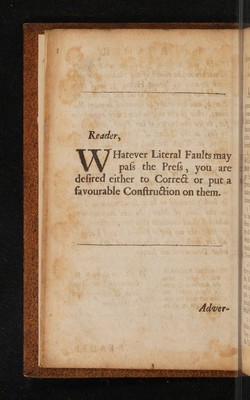 Reader,
WHatever Literal Faults may
paſs the Preſs, you are
deſired either to Correct or put a
favourable Conſtruction on them.
Adver-